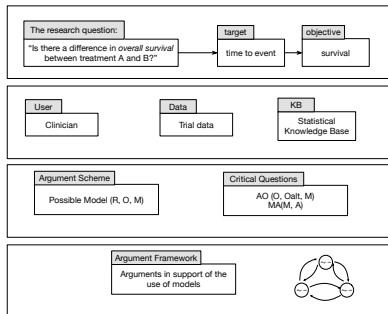 The research question:
target
objective
“Is there a difference in overall survival
between treatment A and B?”
time to event
survival
User
Data
KB
Clinician
Trial data
Statistical
Knowledge Base
Argument Scheme
Critical Questions
Possible Model (R, O, M)
AO (O, Oalt, M)
MA(M, A)
Argument Framework
Arguments in support of the
use of models